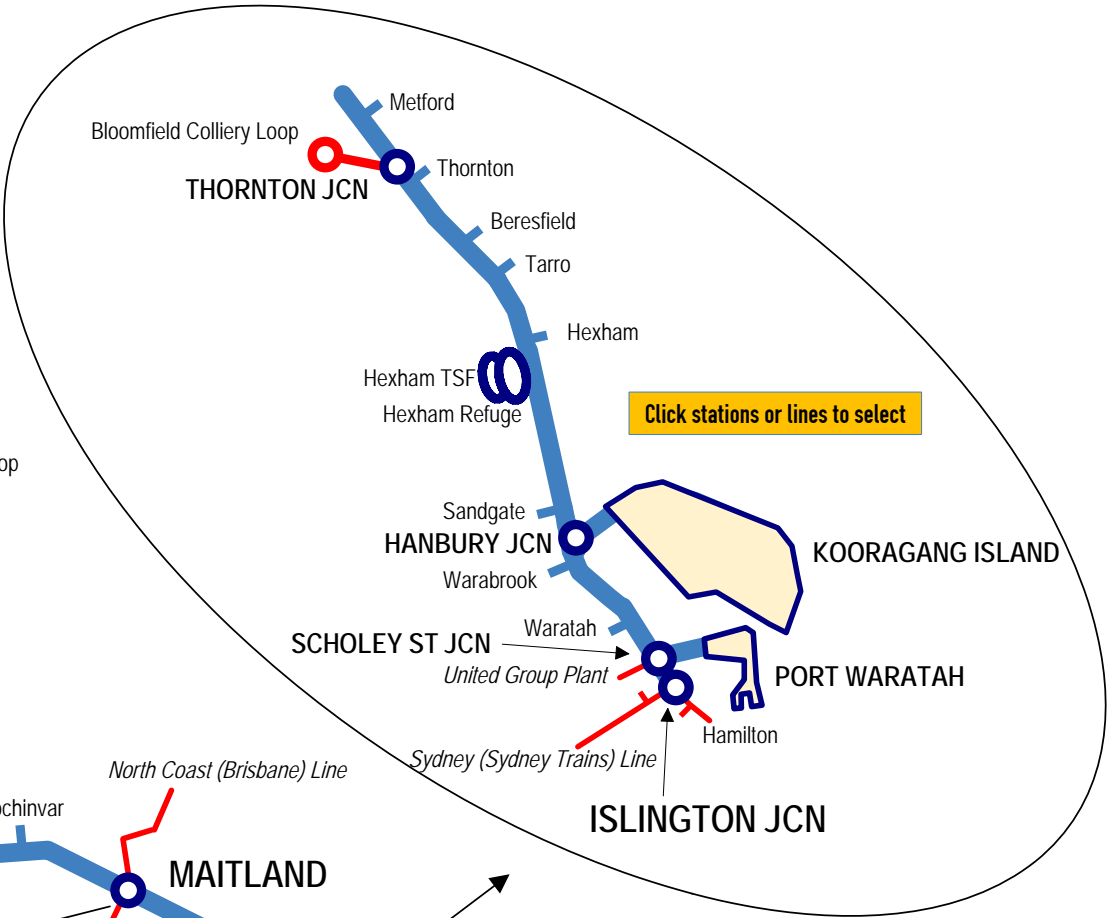 Metford
Bloomfield Colliery Loop
Thornton
THORNTON JCN
Beresfield
Tarro
Hexham
Hexham TSF
Hexham Refuge
Click stations or lines to select
op
Sandgate
HANBURY JCN
KOORAGANG ISLAND
Warabrook
Waratah
SCHOLEY ST JCN
United Group Plant
PORT WARATAH
Hamilton
Sydney (Sydney Trains) Line
North Coast (Brisbane) Line
ochinvar
ISLINGTON JCN
MAITLAND